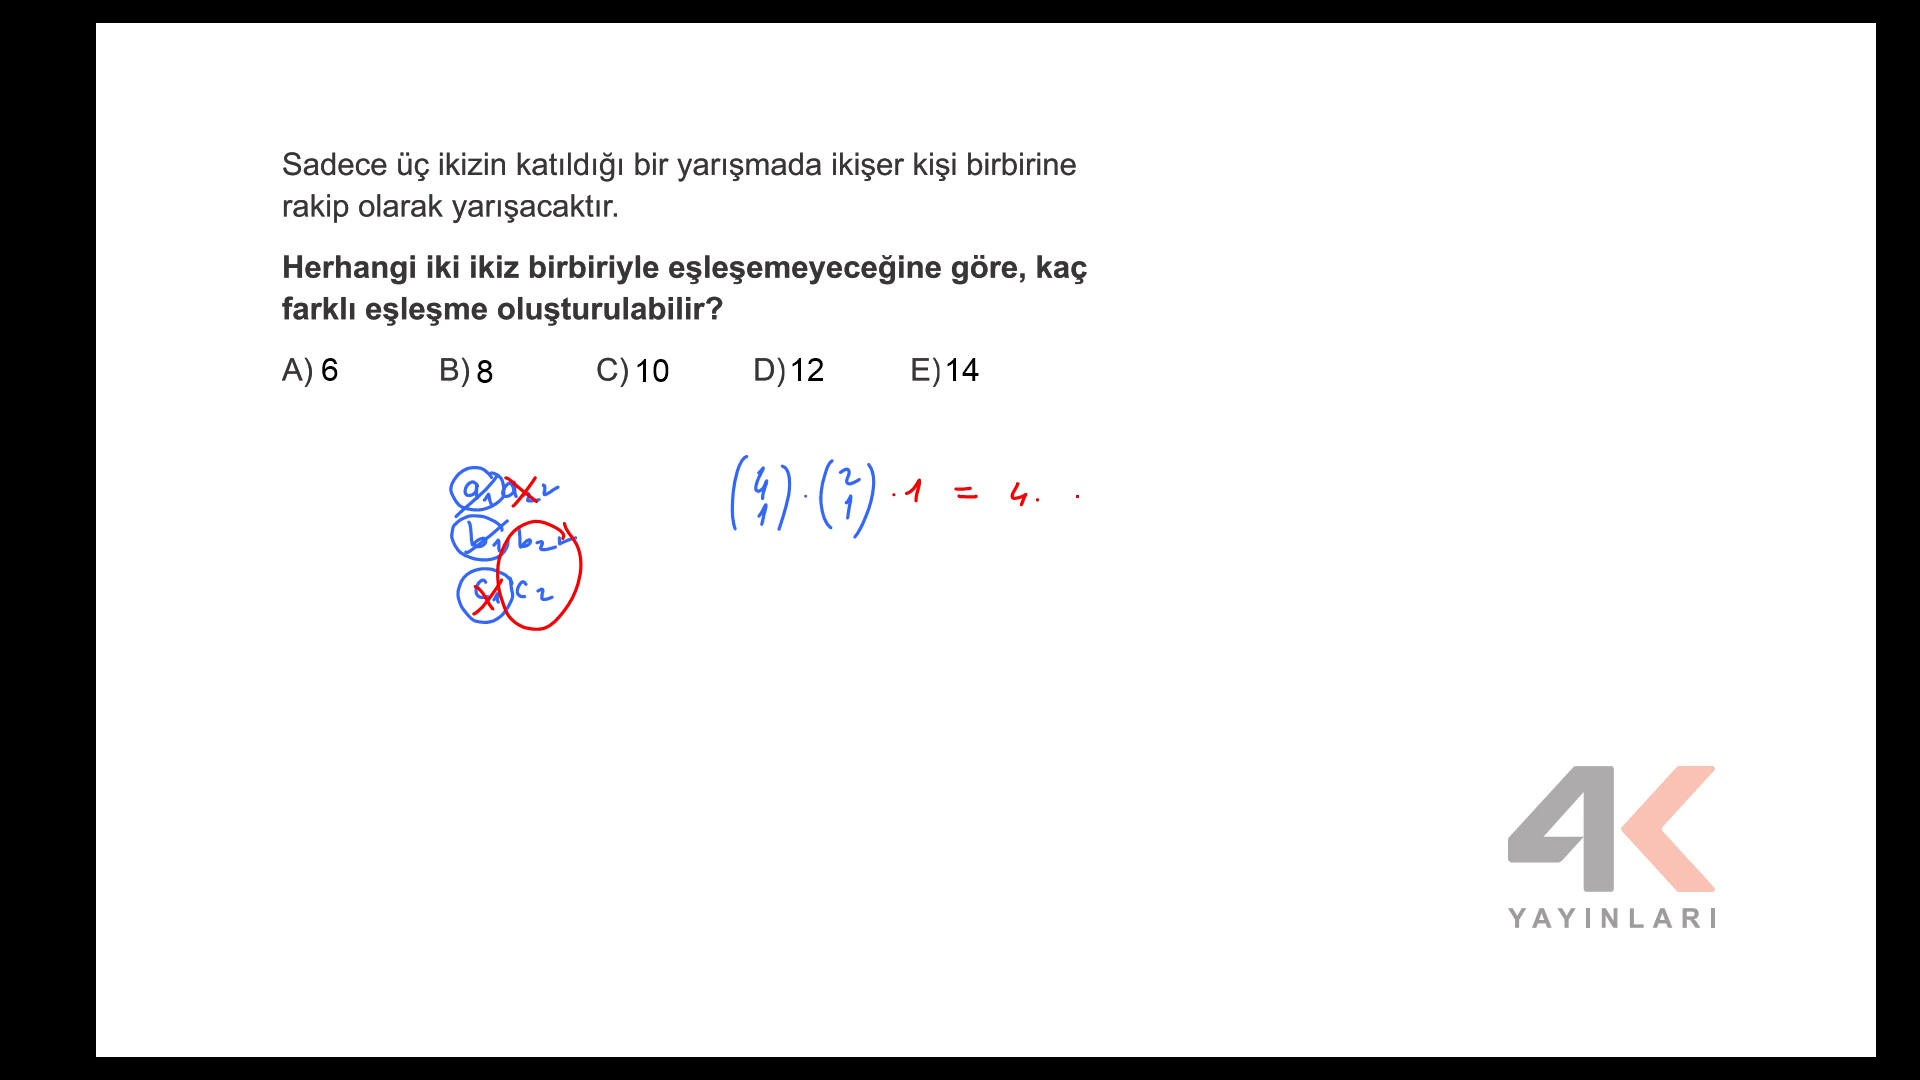 Sadece üç ikizin katıldığı bir yarışmada ikişer kişi birbirine
rakip olarak yarışacaktır.
Herhangi iki ikiz birbiriyle eşleşemeyeceğine göre, kaç
farklı eşleşme oluşturulabilir?
A) 6 B) 8 C) 10 D) 12 E) 14
a₁ a₂
b₁ b₂
c₁ c₂
(4 1) · (2 1) · 1 = 4 ·
4K
YAYINLARI